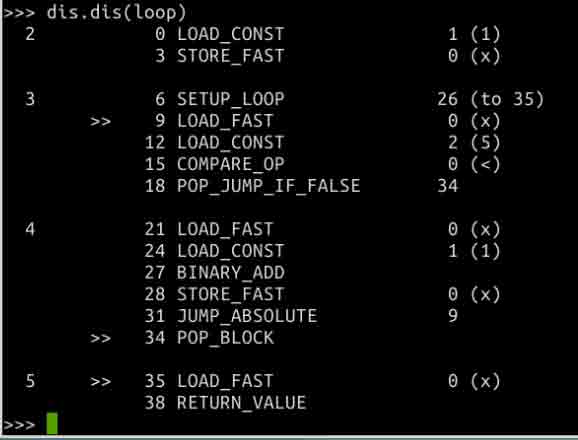 >>> dis.dis(loop)
2 0 LOAD_CONST 1 (1)
3 STORE_FAST 0 (x)
3 6 SETUP_LOOP 26 (to 35)
>> 9 LOAD_FAST 0 (x)
12 LOAD_CONST 2 (5)
15 COMPARE_OP 0 (<)
18 POP_JUMP_IF_FALSE 34
4 21 LOAD_FAST 0 (x)
24 LOAD_CONST 1 (1)
27 BINARY_ADD
28 STORE_FAST 0 (x)
31 JUMP_ABSOLUTE 9
>> 34 POP_BLOCK
5 >> 35 LOAD_FAST 0 (x)
38 RETURN_VALUE
>>>